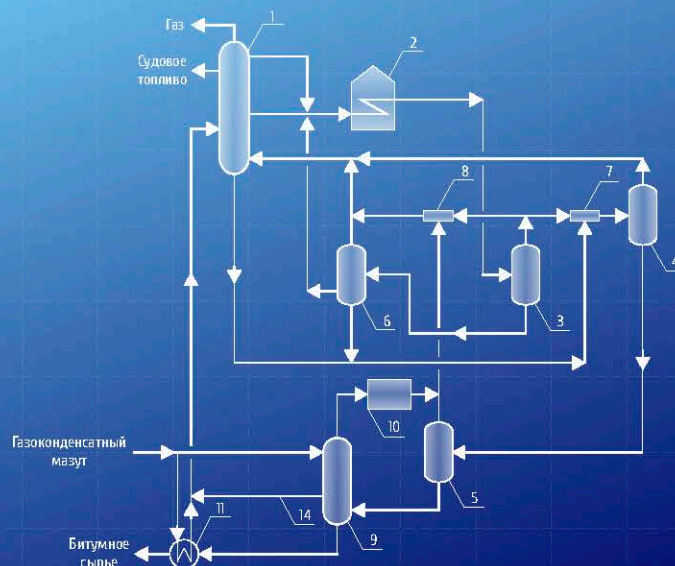 Газ
1
2
Судовое
топливо
8
7
4
6
3
10
Газоконденсатный
мазут
5
11
14
9
Битумное
сырье